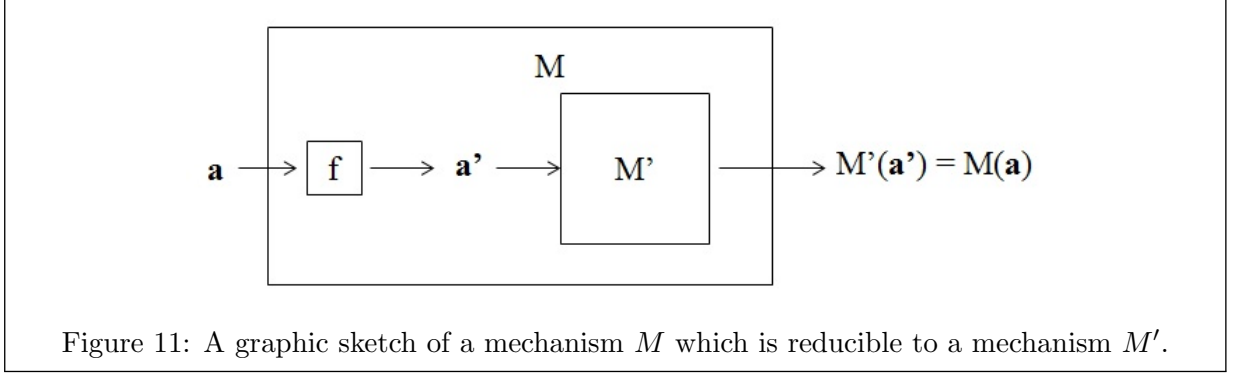 M
a f a’ M’ M’(a’) = M(a)
Figure 11: A graphic sketch of a mechanism M which is reducible to a mechanism M′.